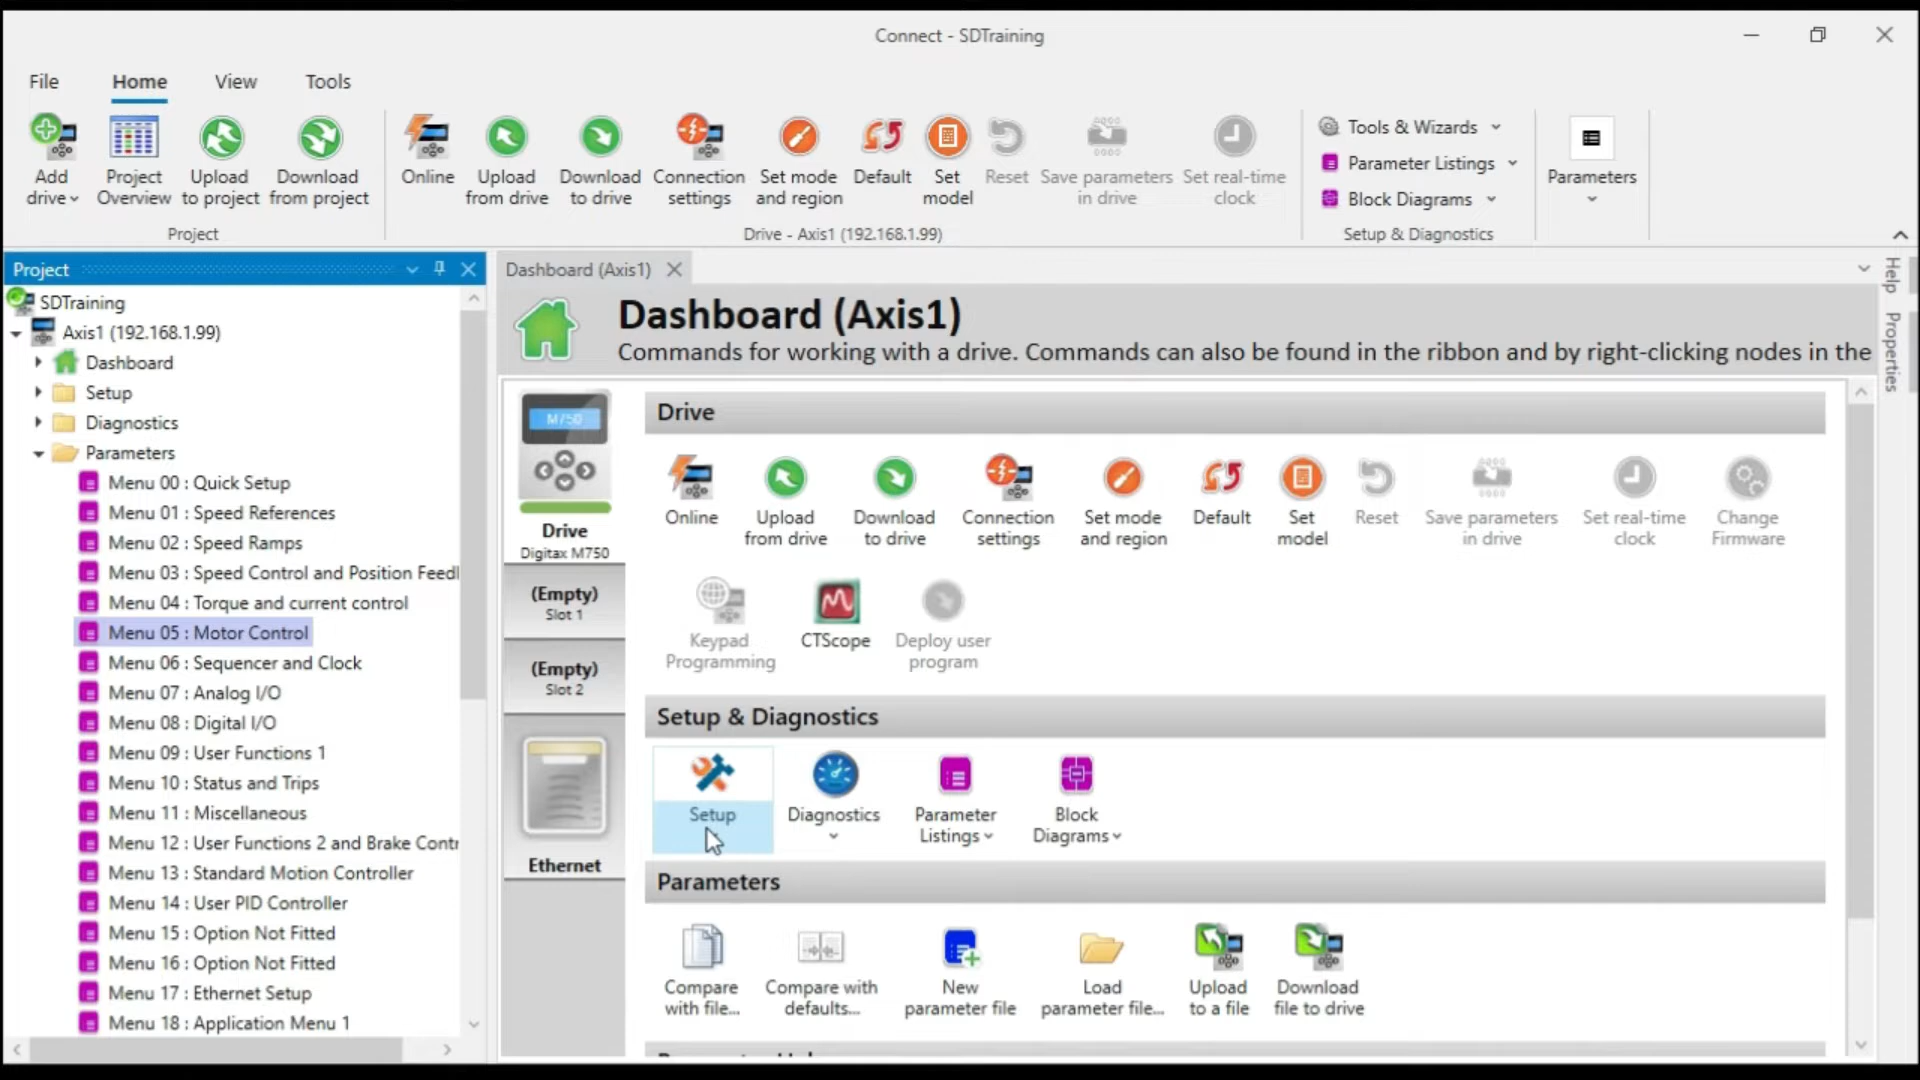 Connect - SDTraining
File Home View Tools
Add drive
Project Overview
Upload to project
Download from project
Online
Upload from drive
Download to drive
Connection settings
Set mode and region
Default
Set model
Reset
Save parameters in drive
Set real-time clock
Tools & Wizards
Parameter Listings
Block Diagrams
Parameters
Project
Drive - Axis1 (192.168.1.99)
Setup & Diagnostics
Project
SDTraining
Axis1 (192.168.1.99)
Dashboard
Setup
Diagnostics
Parameters
Menu 00 : Quick Setup
Menu 01 : Speed References
Menu 02 : Speed Ramps
Menu 03 : Speed Control and Position Feed
Menu 04 : Torque and current control
Menu 05 : Motor Control
Menu 06 : Sequencer and Clock
Menu 07 : Analog I/O
Menu 08 : Digital I/O
Menu 09 : User Functions 1
Menu 10 : Status and Trips
Menu 11 : Miscellaneous
Menu 12 : User Functions 2 and Brake Contr
Menu 13 : Standard Motion Controller
Menu 14 : User PID Controller
Menu 15 : Option Not Fitted
Menu 16 : Option Not Fitted
Menu 17 : Ethernet Setup
Menu 18 : Application Menu 1
Dashboard (Axis1)
Dashboard (Axis1)
Commands for working with a drive. Commands can also be found in the ribbon and by right-clicking nodes in the
Help
Properties
M750
Drive
Digitax M750
(Empty)
Slot 1
(Empty)
Slot 2
Ethernet
Drive
Online
Upload from drive
Download to drive
Connection settings
Set mode and region
Default
Set model
Reset
Save parameters in drive
Set real-time clock
Change Firmware
Keypad Programming
CTScope
Deploy user program
Setup & Diagnostics
Setup
Diagnostics
Parameter Listings
Block Diagrams
Parameters
Compare with file...
Compare with defaults...
New parameter file
Load parameter file...
Upload to a file
Download file to drive